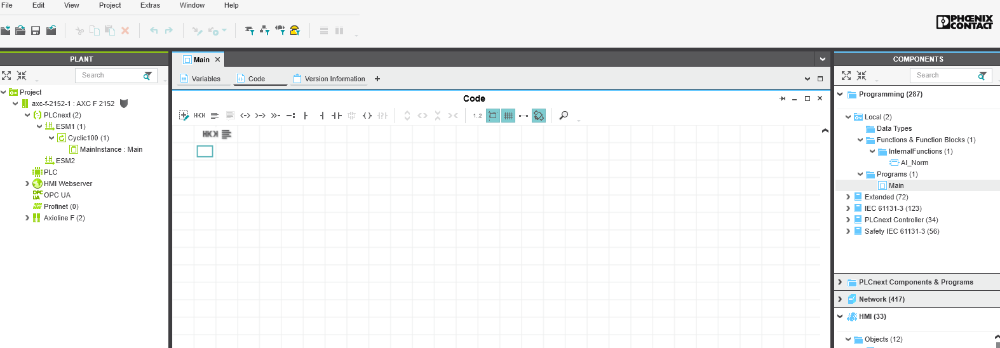 File Edit View Project Extras Window Help
PHŒNIX
CONTACT
PLANT
Search
Project
axc-f-2152-1 : AXC F 2152
PLCnext (2)
ESM1 (1)
Cyclic100 (1)
MainInstance : Main
ESM2
PLC
HMI Webserver
OPC UA
OPC UA
Profinet (0)
Axioline F (2)
Main
Variables Code Version Information
Code
1..2
COMPONENTS
Search
Programming (287)
Local (2)
Data Types
Functions & Function Blocks (1)
InternalFunctions (1)
AI_Norm
Programs (1)
Main
Extended (72)
IEC 61131-3 (123)
PLCnext Controller (34)
Safety IEC 61131-3 (56)
PLCnext Components & Programs
Network (417)
HMI (33)
Objects (12)